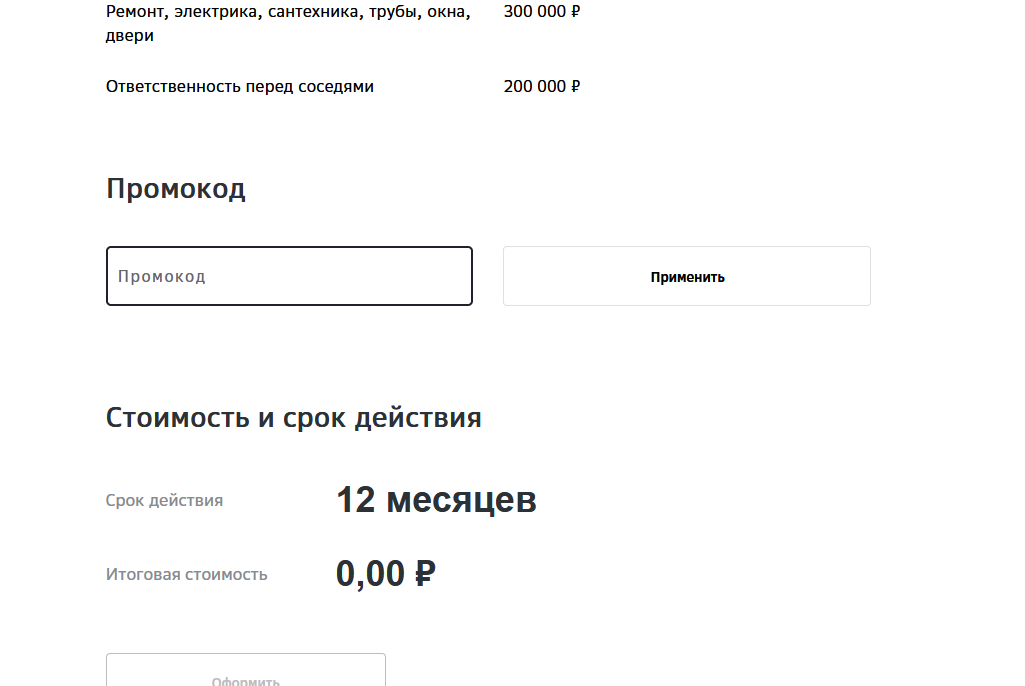 Ремонт, электрика, сантехника, трубы, окна, 300 000 ₽
двери
Ответственность перед соседями 200 000 ₽
Промокод
Промокод Применить
Стоимость и срок действия
Срок действия 12 месяцев
Итоговая стоимость 0,00 ₽
Оформить